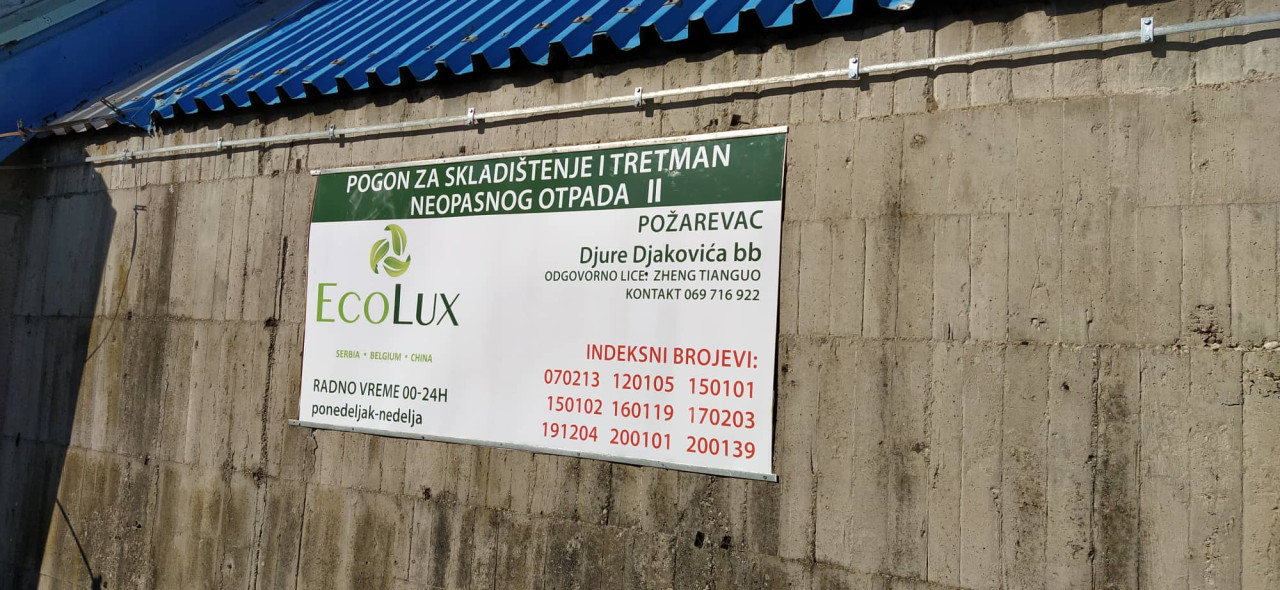 POGON ZA SKLADIŠTENJE I TRETMAN
NEOPASNOG OTPADA II
POŽAREVAC
Djure Djakovića bb
ODGOVORNO LICE: ZHENG TIANGUO
KONTAKT 069 716 922
ECOLUX
SERBIA • BELGIUM • CHINA
RADNO VREME 00-24H
ponedeljak-nedelja
INDEKSNI BROJEVI:
070213 120105 150101
150102 160119 170203
191204 200101 200139